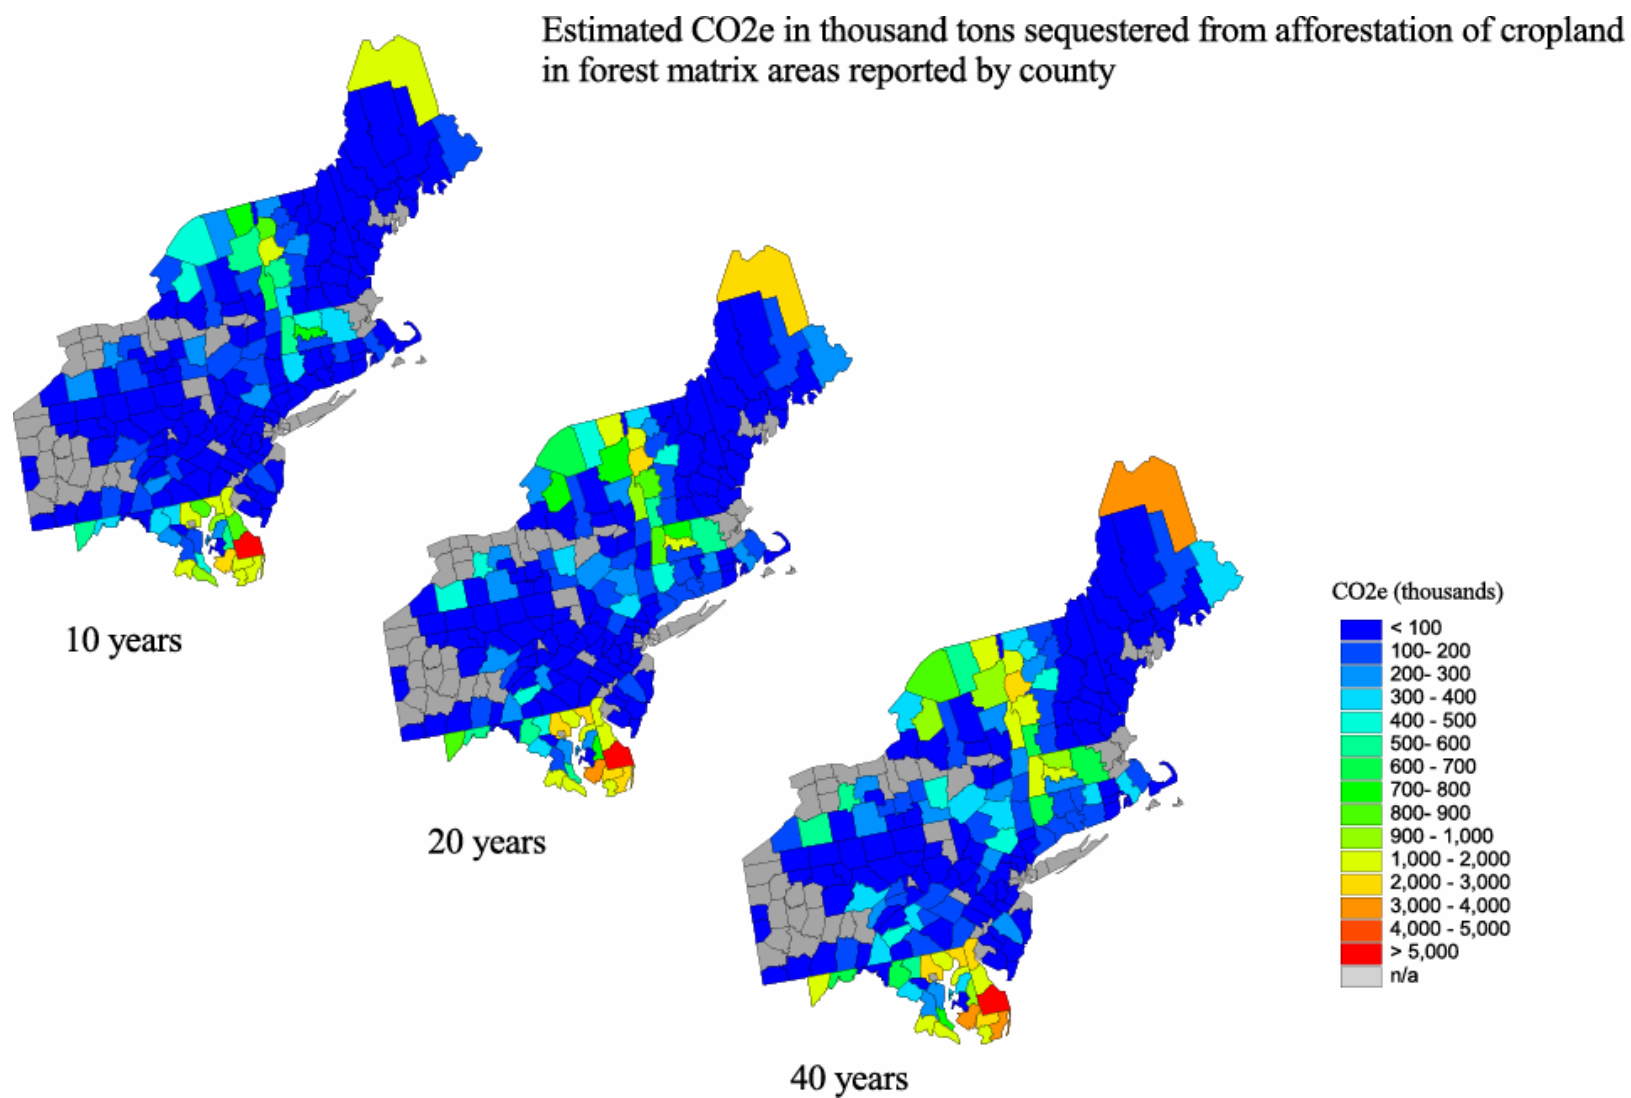 Estimated CO2e in thousand tons sequestered from afforestation of cropland
in forest matrix areas reported by county
10 years
20 years
40 years
CO2e (thousands)
< 100
100- 200
200- 300
300 - 400
400 - 500
500- 600
600 - 700
700- 800
800- 900
900 - 1,000
1,000 - 2,000
2,000 - 3,000
3,000 - 4,000
4,000 - 5,000
> 5,000
n/a